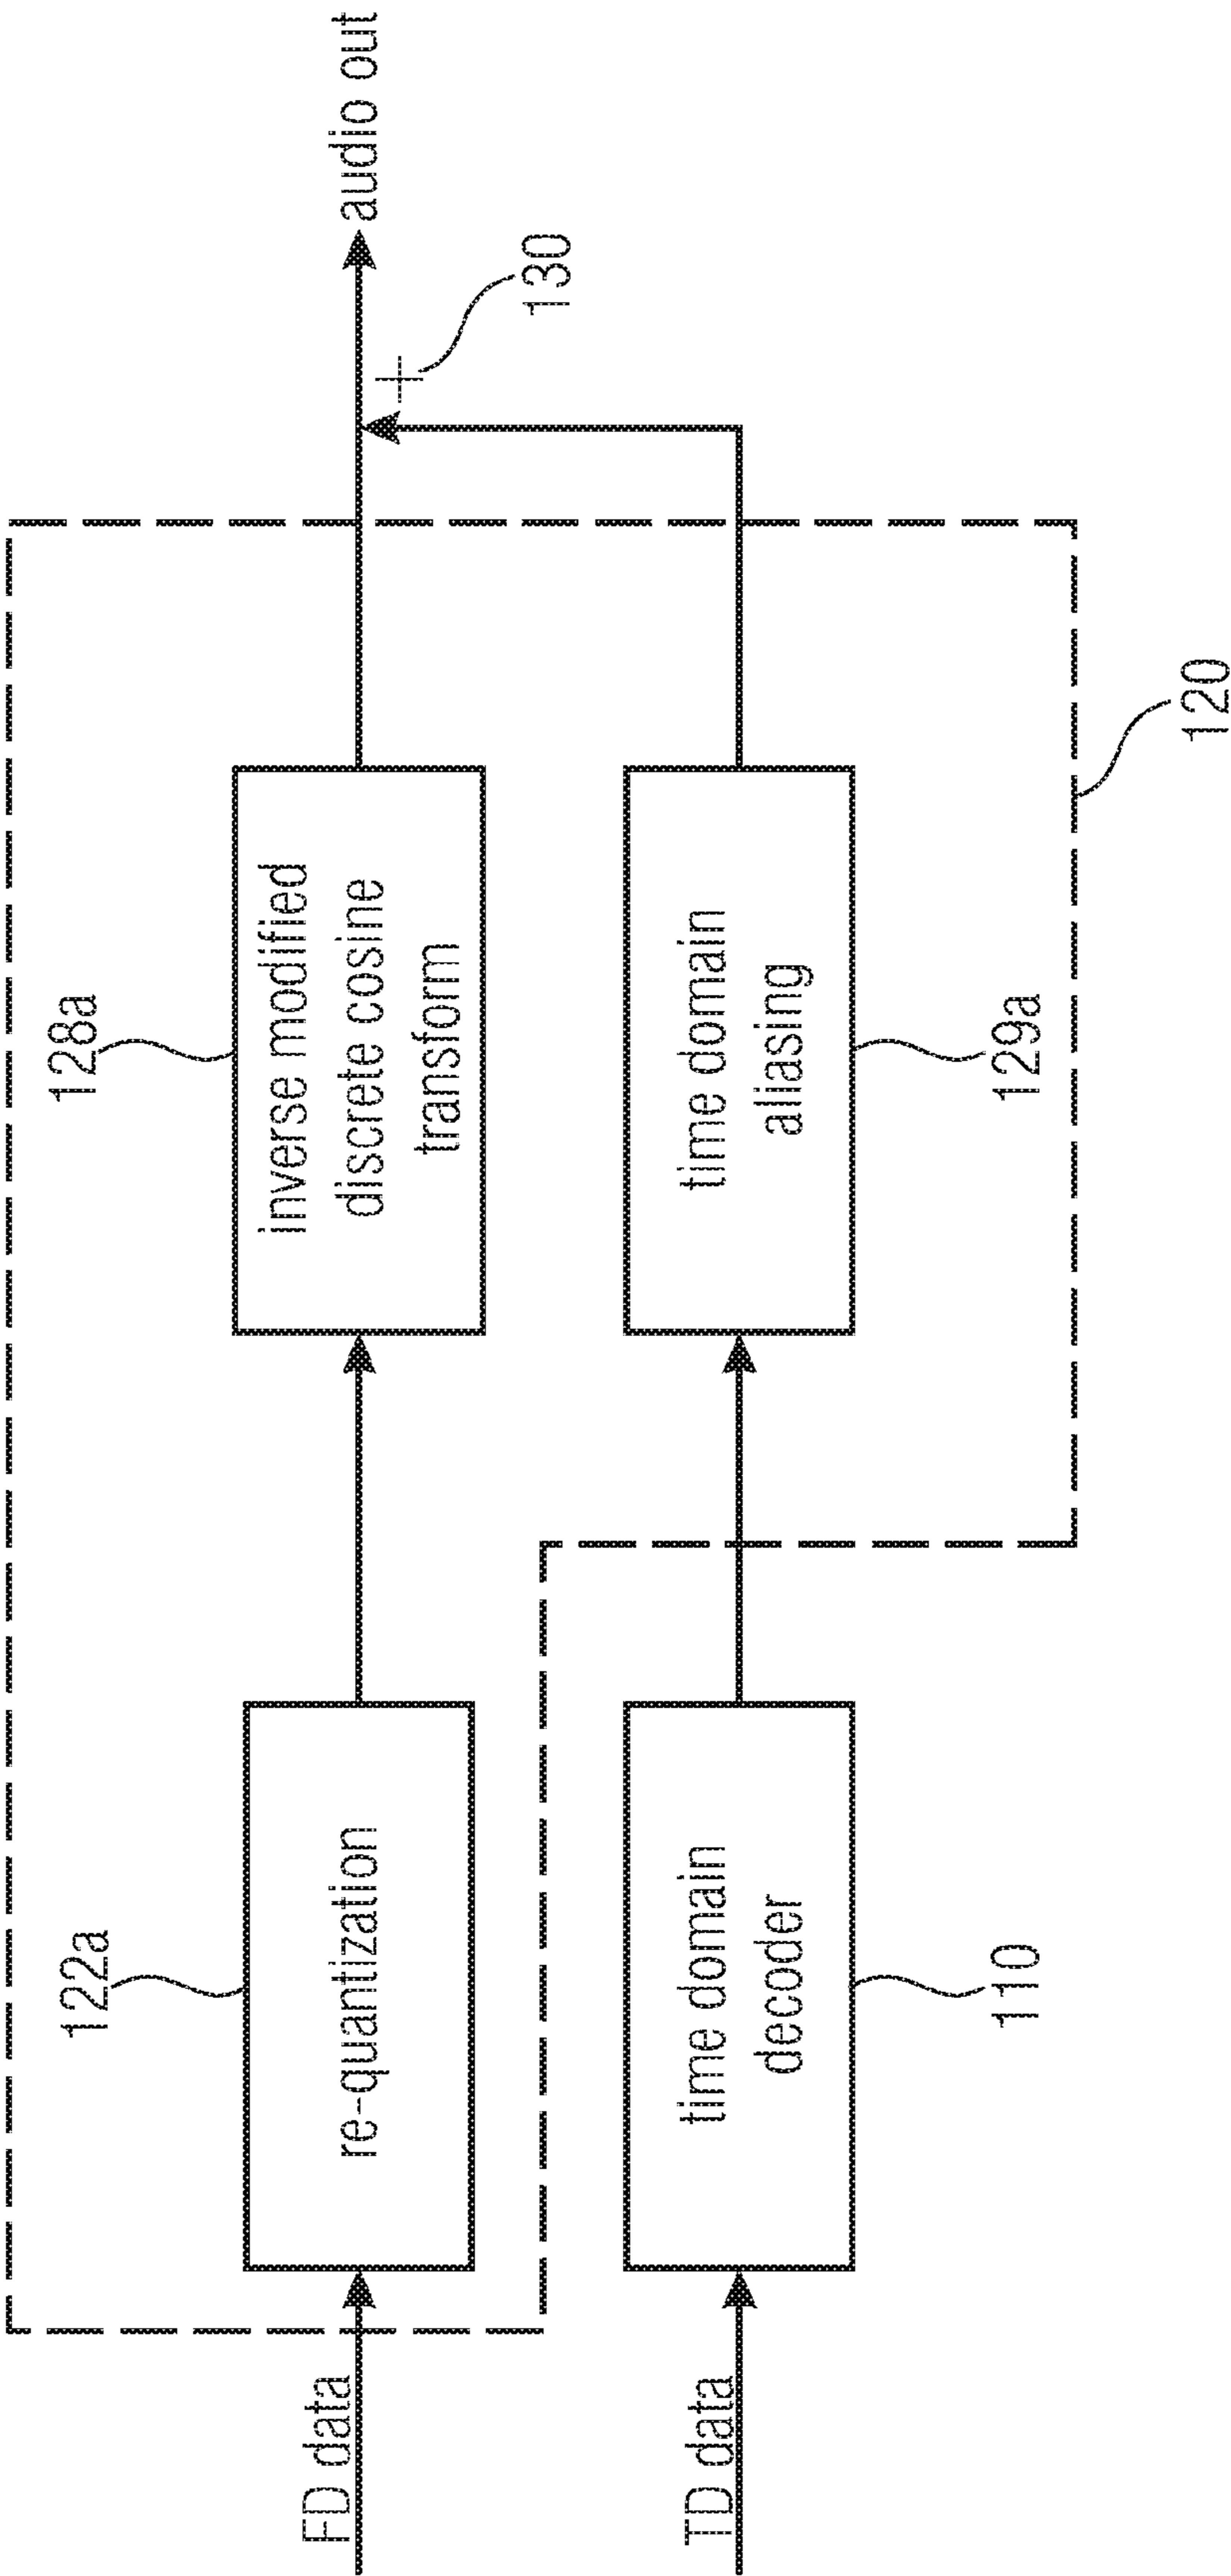 122a
128a
FD data
re-quantization
inverse modified
discrete cosine
transform
audio out
+
130
TD data
time domain
decoder
time domain
aliasing
110
129a
120